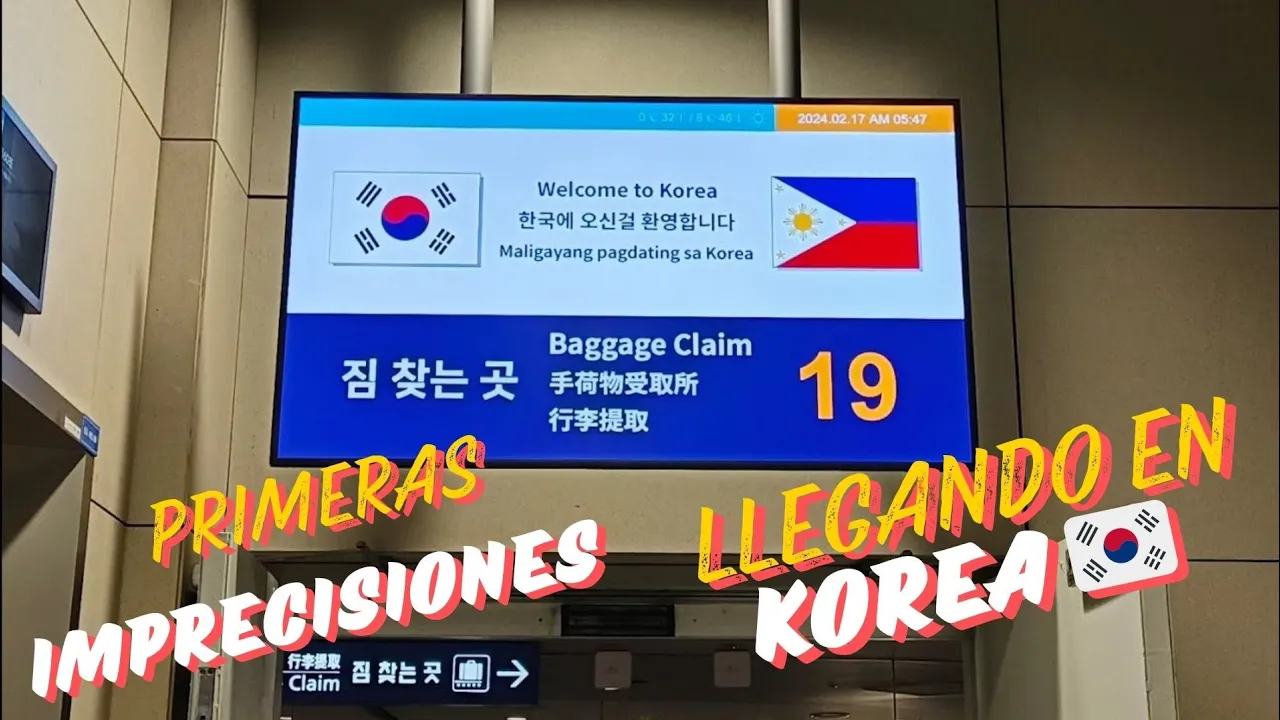 2024.02.17 AM 05:47
Welcome to Korea
한국에 오신걸 환영합니다
Maligayang pagdating sa Korea
짐 찾는 곳
Baggage Claim
手荷物受取所
行李提取
19
PRIMERAS
IMPRECISIONES
LLEGANDO EN
KOREA
行李提取
Claim
짐 찾는 곳